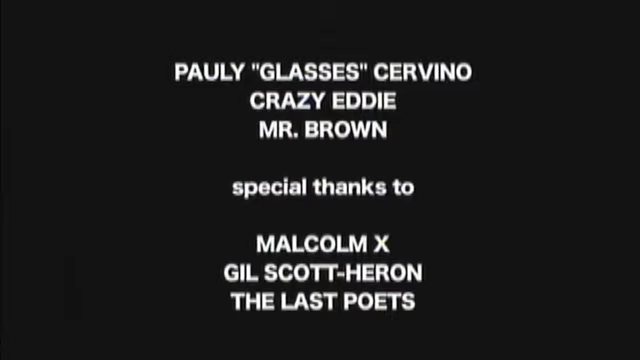 PAULY "GLASSES" CERVINO
CRAZY EDDIE
MR. BROWN
special thanks to
MALCOLM X
GIL SCOTT-HERON
THE LAST POETS